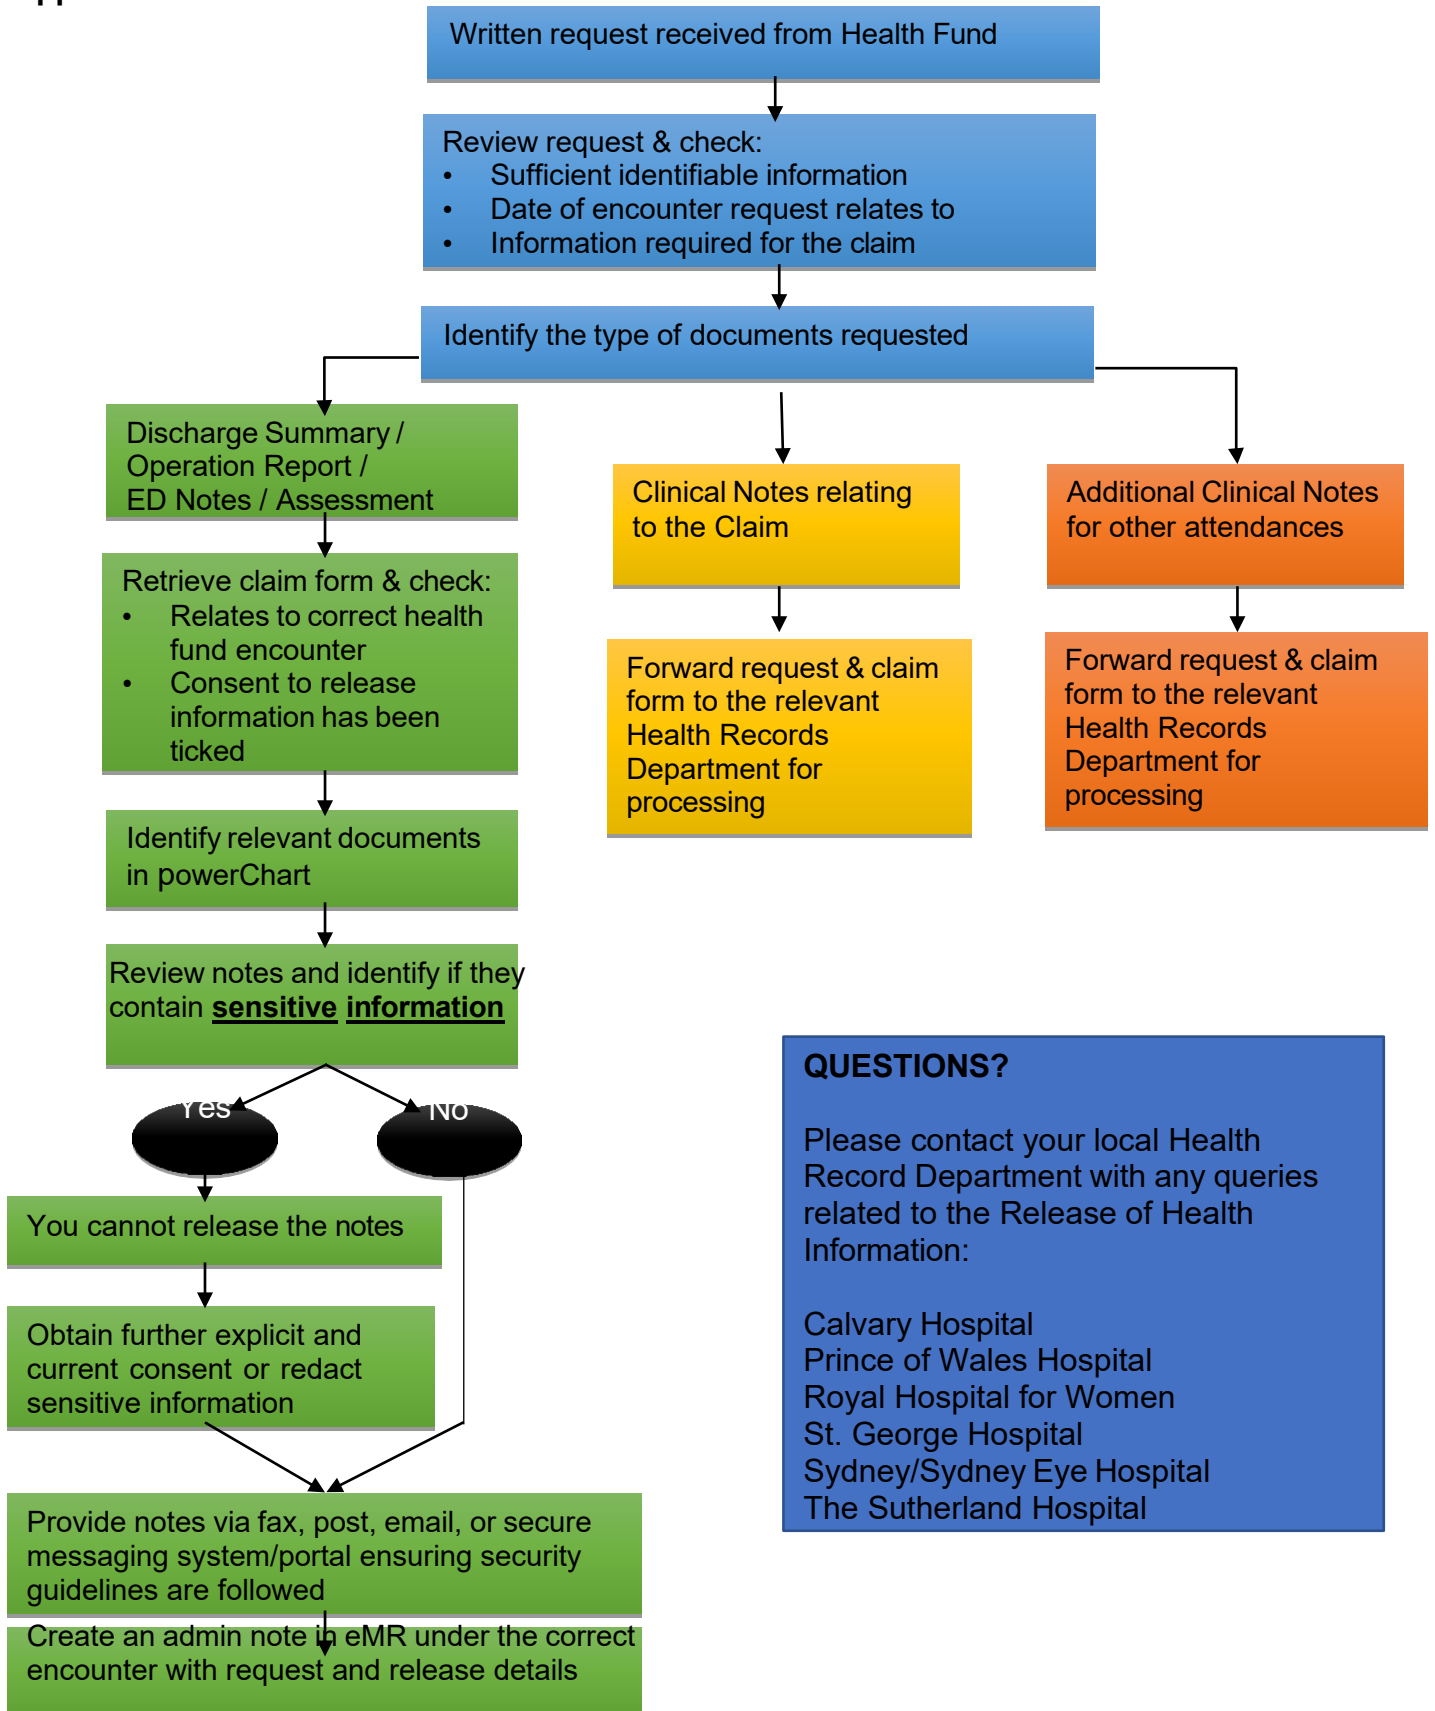 Written request received from Health Fund
Review request & check:
• Sufficient identifiable information
• Date of encounter request relates to
• Information required for the claim
Identify the type of documents requested
Discharge Summary /
Operation Report /
ED Notes / Assessment
Clinical Notes relating
to the Claim
Additional Clinical Notes
for other attendances
Retrieve claim form & check:
• Relates to correct health
fund encounter
• Consent to release
information has been
ticked
Forward request & claim
form to the relevant
Health Records
Department for
processing
Forward request & claim
form to the relevant
Health Records
Department for
processing
Identify relevant documents
in powerChart
Review notes and identify if they
contain sensitive information
Yes
No
You cannot release the notes
Obtain further explicit and
current consent or redact
sensitive information
Provide notes via fax, post, email, or secure
messaging system/portal ensuring security
guidelines are followed
Create an admin note in eMR under the correct
encounter with request and release details
QUESTIONS?
Please contact your local Health
Record Department with any queries
related to the Release of Health
Information:
Calvary Hospital
Prince of Wales Hospital
Royal Hospital for Women
St. George Hospital
Sydney/Sydney Eye Hospital
The Sutherland Hospital